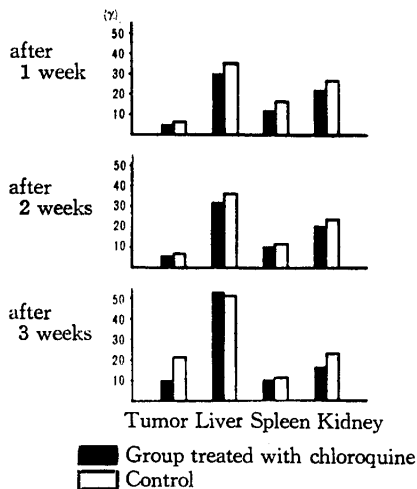 (γ)
after
1 week
50
40
30
20
10
after
2 weeks
50
40
30
20
10
after
3 weeks
50
40
30
20
10
Tumor Liver Spleen Kidney
Group treated with chloroquine
Control